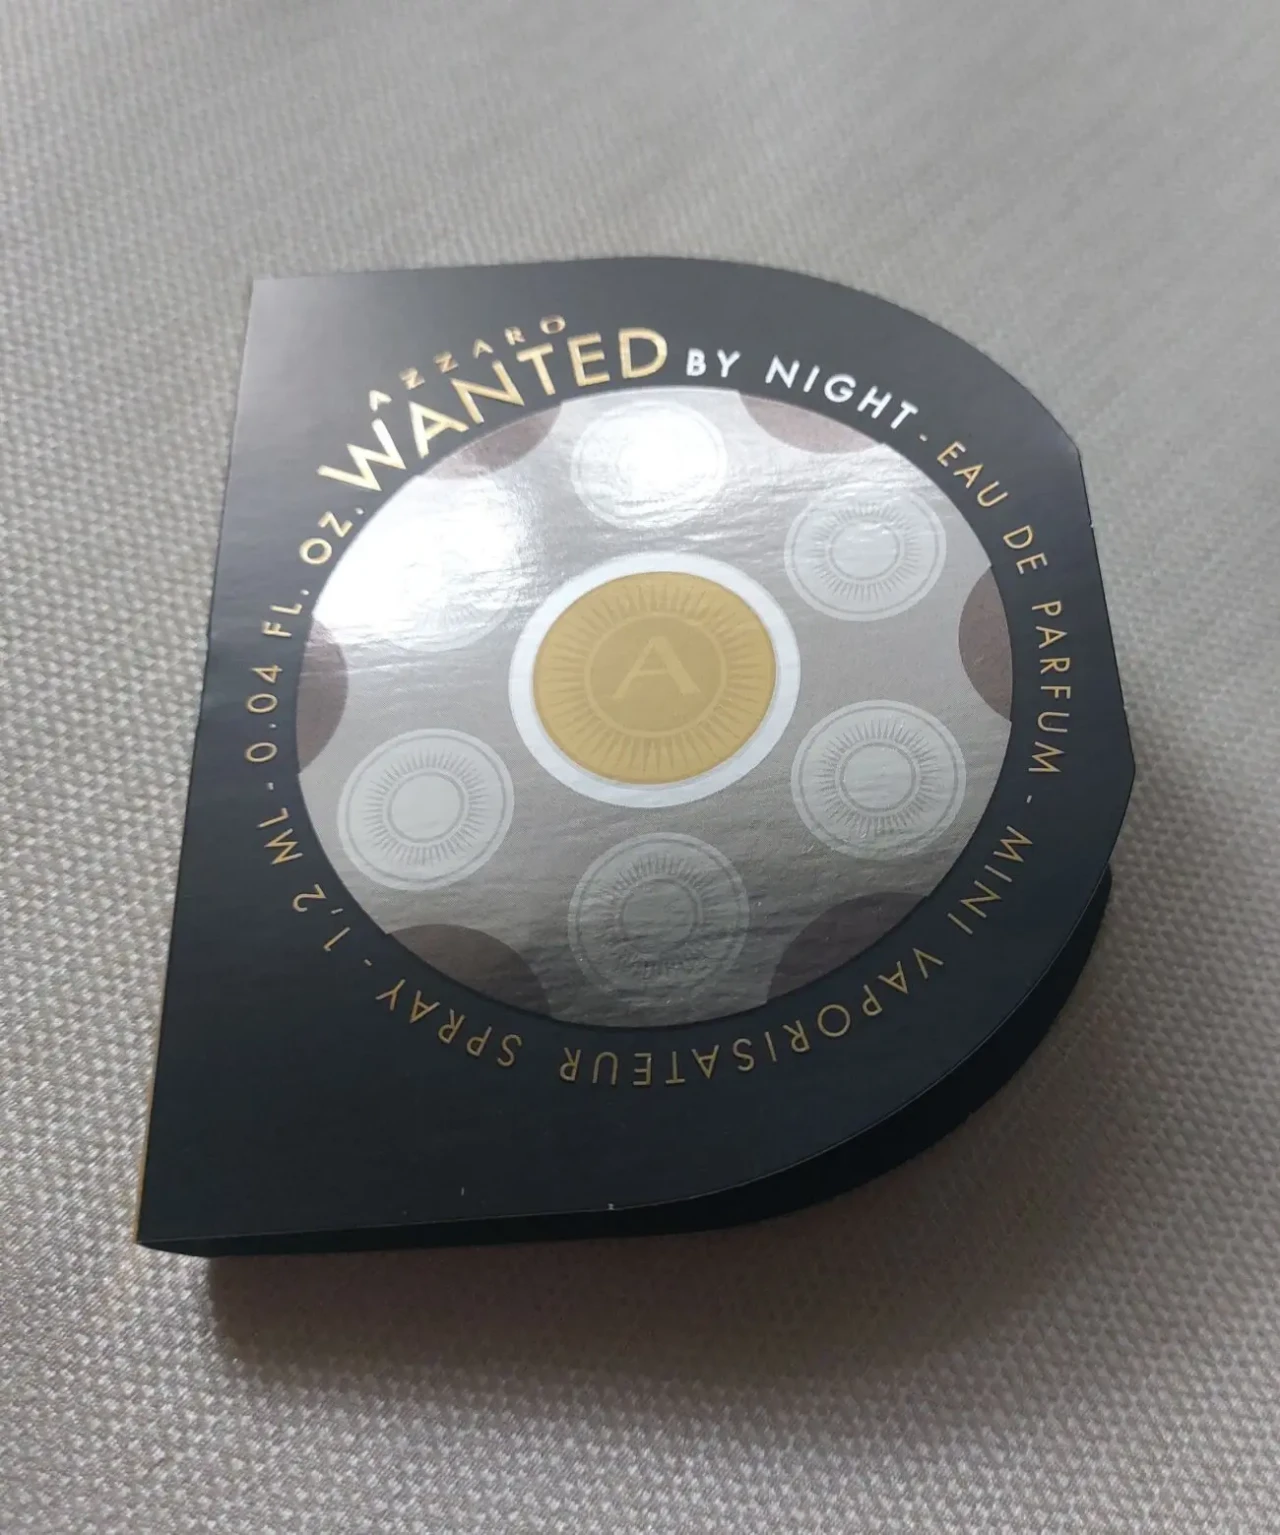 AZZARO
WANTED BY NIGHT - EAU DE PARFUM - MINI VAPORISATEUR SPRAY - 1,2 ML - 0.04 FL. OZ.
A